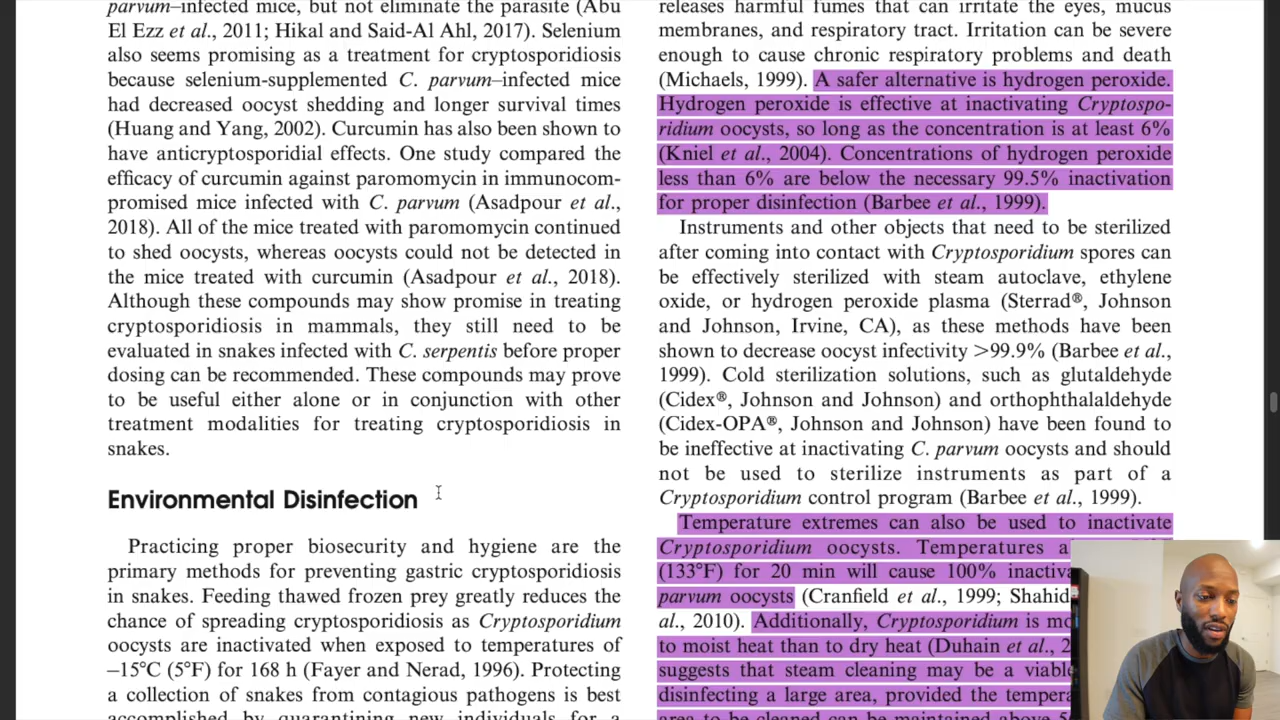 parvum–infected mice, but not eliminate the parasite (Abu
El Ezz et al., 2011; Hikal and Said-Al Ahl, 2017). Selenium
also seems promising as a treatment for cryptosporidiosis
because selenium-supplemented C. parvum–infected mice
had decreased oocyst shedding and longer survival times
(Huang and Yang, 2002). Curcumin has also been shown to
have anticryptosporidial effects. One study compared the
efficacy of curcumin against paromomycin in immunocom-
promised mice infected with C. parvum (Asadpour et al.,
2018). All of the mice treated with paromomycin continued
to shed oocysts, whereas oocysts could not be detected in
the mice treated with curcumin (Asadpour et al., 2018).
Although these compounds may show promise in treating
cryptosporidiosis in mammals, they still need to be
evaluated in snakes infected with C. serpentis before proper
dosing can be recommended. These compounds may prove
to be useful either alone or in conjunction with other
treatment modalities for treating cryptosporidiosis in
snakes.
Environmental Disinfection
Practicing proper biosecurity and hygiene are the
primary methods for preventing gastric cryptosporidiosis
in snakes. Feeding thawed frozen prey greatly reduces the
chance of spreading cryptosporidiosis as Cryptosporidium
oocysts are inactivated when exposed to temperatures of
–15°C (5°F) for 168 h (Fayer and Nerad, 1996). Protecting
a collection of snakes from contagious pathogens is best
accomplished by quarantining new individuals for a
releases harmful fumes that can irritate the eyes, mucus
membranes, and respiratory tract. Irritation can be severe
enough to cause chronic respiratory problems and death
(Michaels, 1999). A safer alternative is hydrogen peroxide.
Hydrogen peroxide is effective at inactivating Cryptospo-
ridium oocysts, so long as the concentration is at least 6%
(Kniel et al., 2004). Concentrations of hydrogen peroxide
less than 6% are below the necessary 99.5% inactivation
for proper disinfection (Barbee et al., 1999).
Instruments and other objects that need to be sterilized
after coming into contact with Cryptosporidium spores can
be effectively sterilized with steam autoclave, ethylene
oxide, or hydrogen peroxide plasma (Sterrad®, Johnson
and Johnson, Irvine, CA), as these methods have been
shown to decrease oocyst infectivity >99.9% (Barbee et al.,
1999). Cold sterilization solutions, such as glutaldehyde
(Cidex®, Johnson and Johnson) and orthophthalaldehyde
(Cidex-OPA®, Johnson and Johnson) have been found to
be ineffective at inactivating C. parvum oocysts and should
not be used to sterilize instruments as part of a
Cryptosporidium control program (Barbee et al., 1999).
Temperature extremes can also be used to inactivate
Cryptosporidium oocysts. Temperatures
(133°F) for 20 min will cause 100%
parvum oocysts (Cranfield et al., 1999; Shahid
al., 2010). Additionally, Cryptosporidium is
to moist heat than to dry heat (Duhain et al.,
suggests that steam cleaning may be a
disinfecting a large area, provided the
area to be cleaned can be maintained above